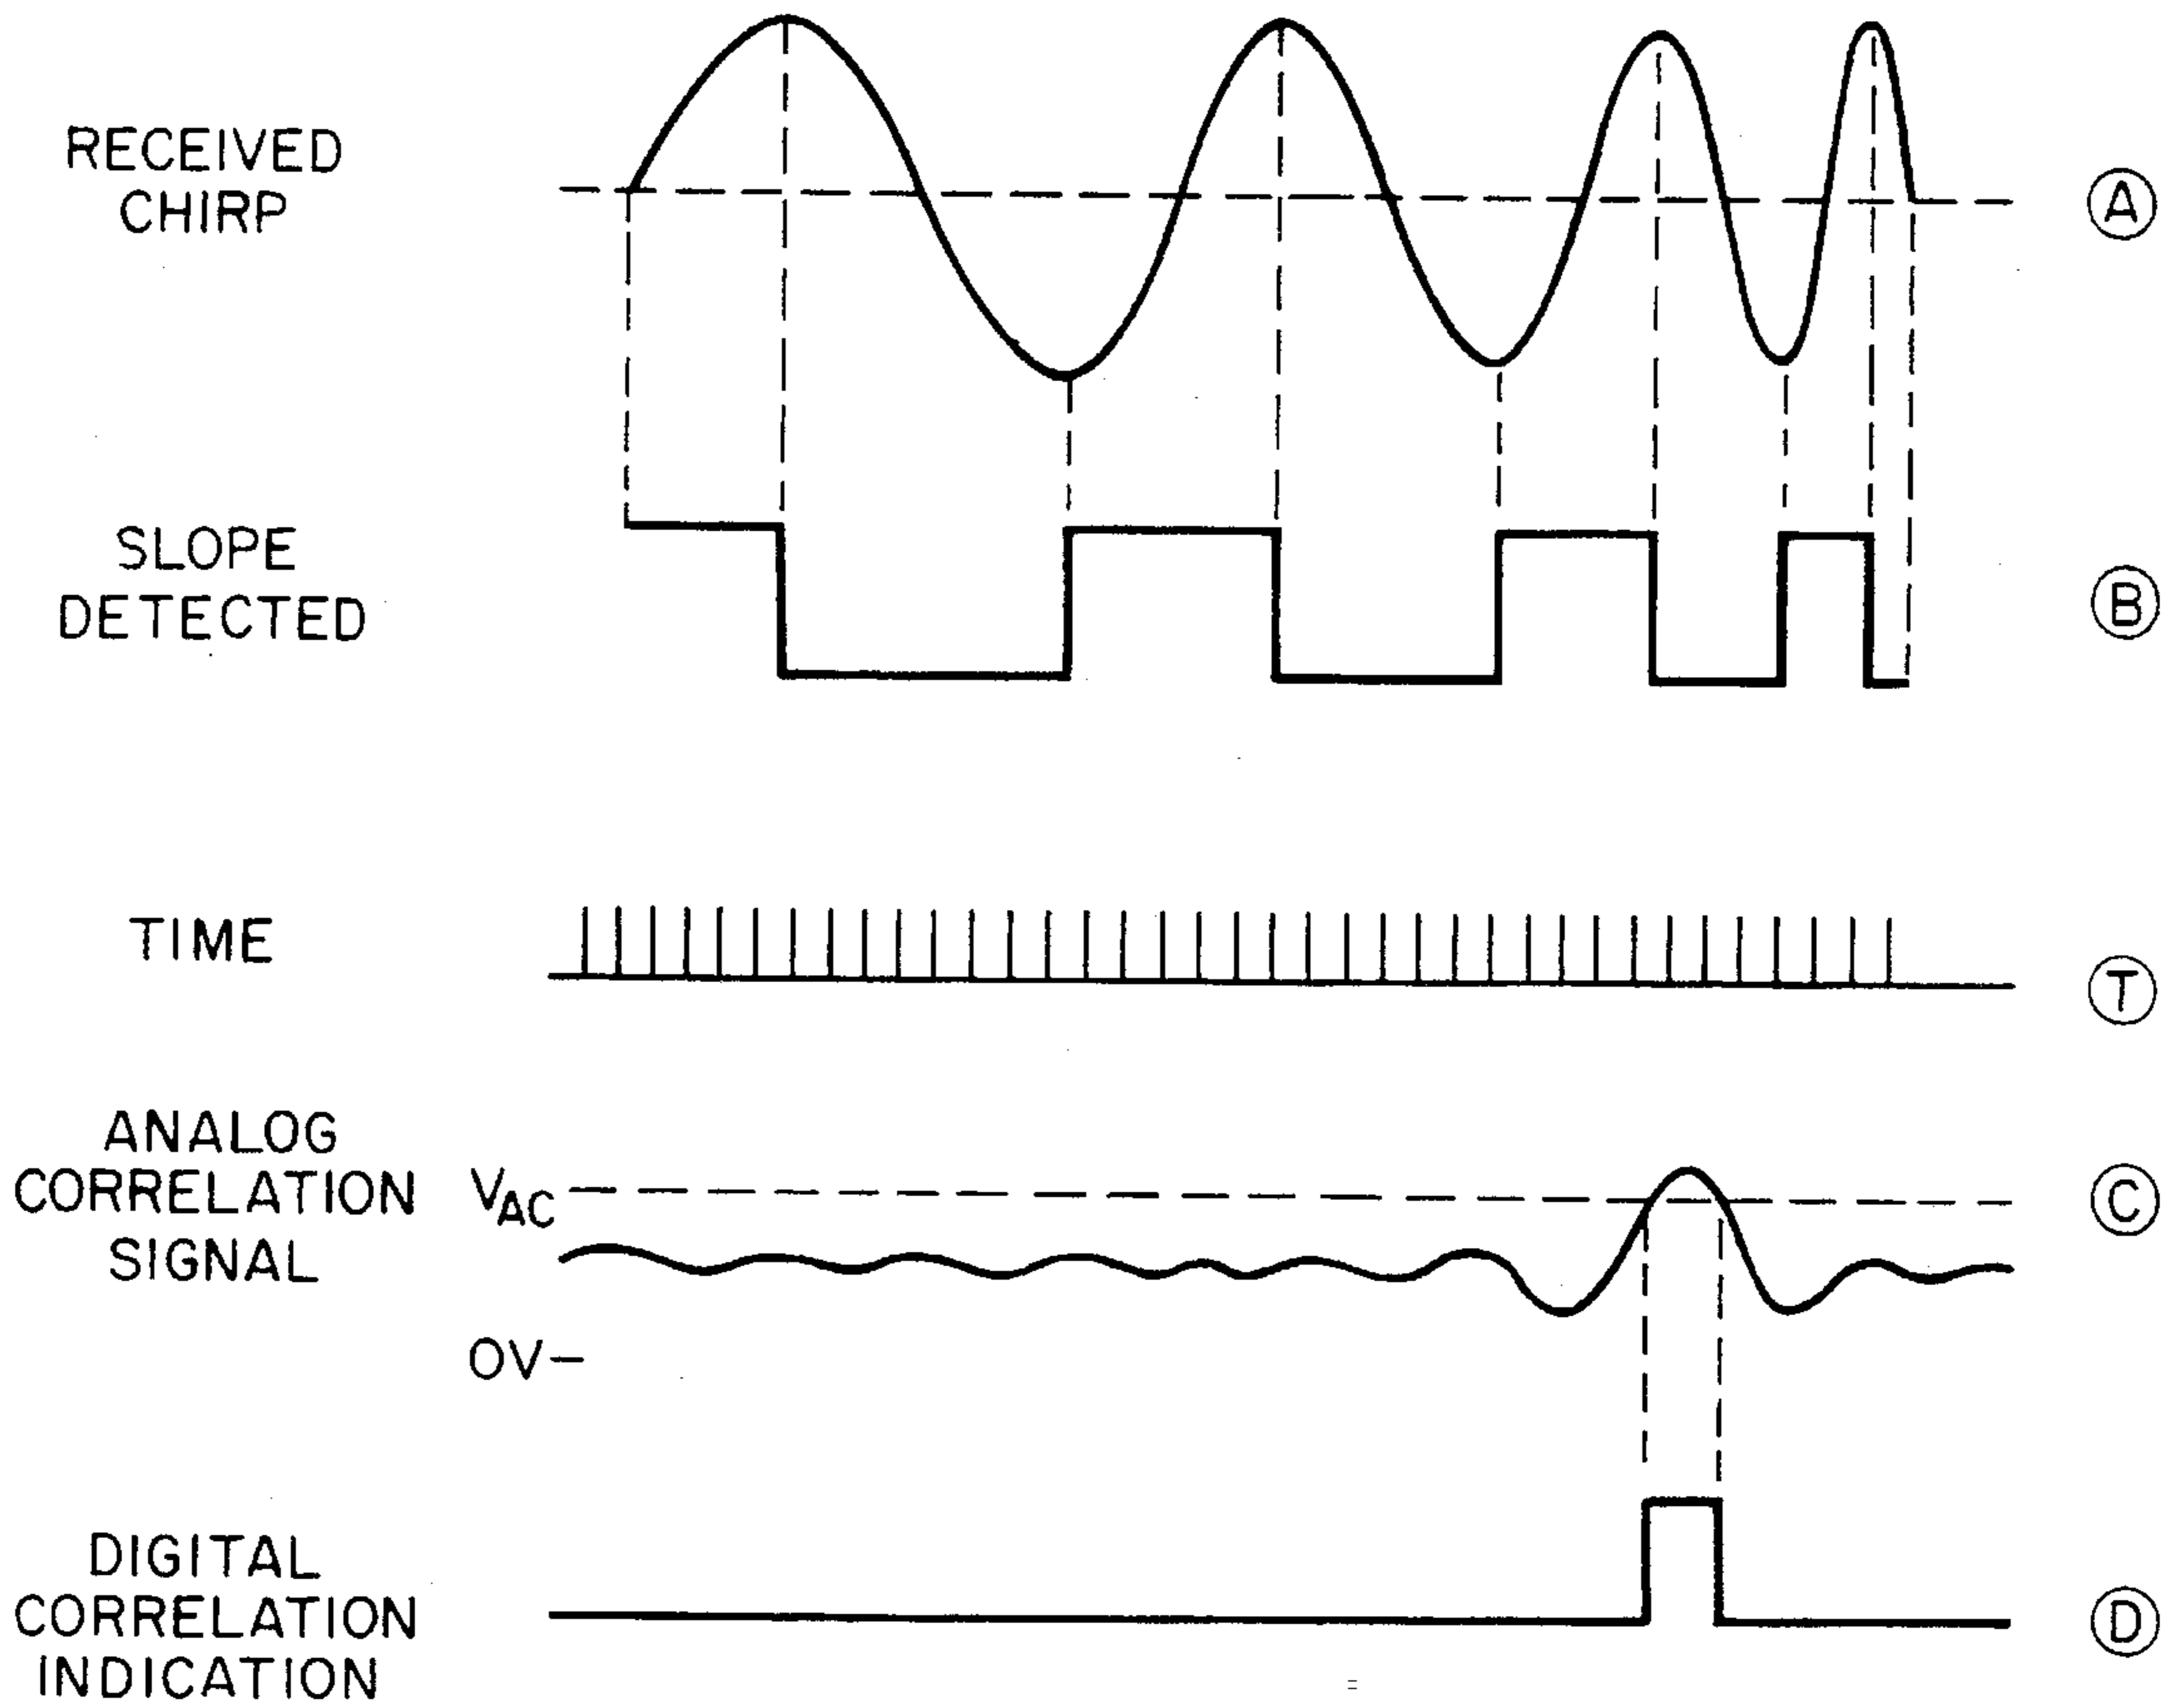 RECEIVED
CHIRP
A
SLOPE
DETECTED
B
TIME
T
ANALOG
CORRELATION
SIGNAL
VAC
C
OV
DIGITAL
CORRELATION
INDICATION
D